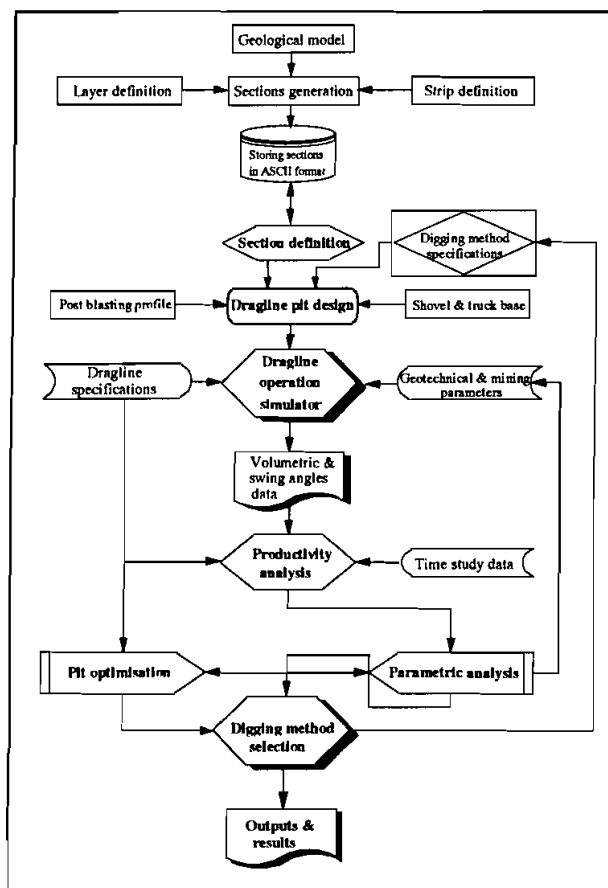 Geological model
Layer definition
Sections generation
Strip definition
Storing sections
in ASCII format
Section definition
Digging method
specifications
Post blasting profile
Dragline pit design
Shovel & truck base
Dragline
specifications
Dragline
operation
simulator
Geotechnical & mining
parameters
Volumetric &
swing angles
data
Productivity
analysis
Time study data
Pit optimisation
Parametric analysis
Digging method
selection
Outputs &
results